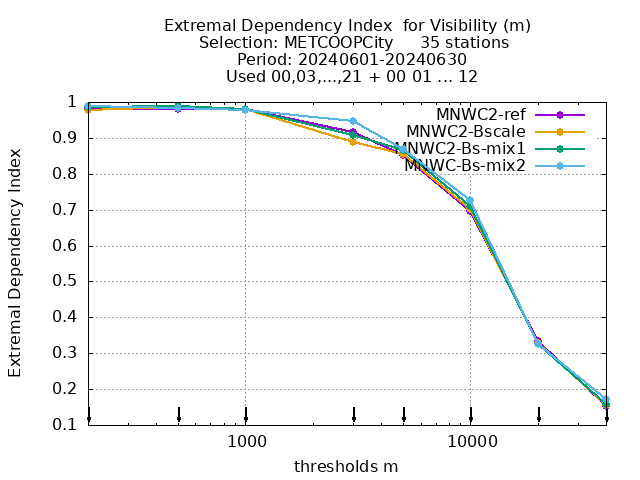 Extremal Dependency Index  for Visibility (m)
Selection: METCOOPCity     35 stations
Period: 20240601-20240630
Used 00,03,...,21 + 00 01 ... 12
MNWC2-ref
MNWC2-Bscale
MNWC2-Bs-mix1
MNWC-Bs-mix2
Extremal Dependency Index
1
0.9
0.8
0.7
0.6
0.5
0.4
0.3
0.2
0.1
1000 10000
thresholds m